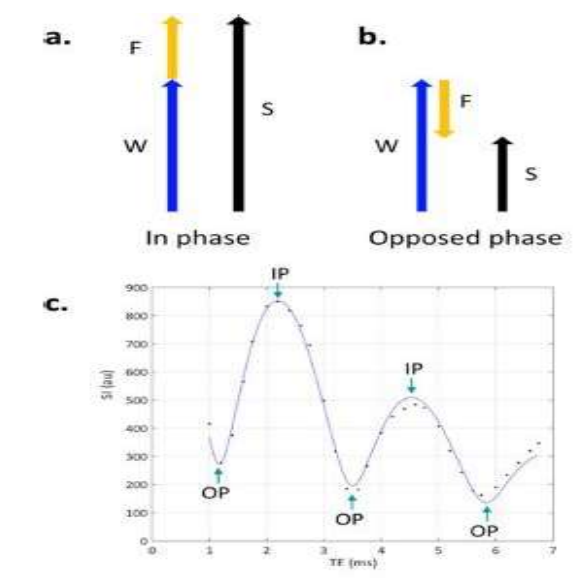 a.
F
W
S
In phase
b.
W
F
S
Opposed phase
c.
IP
IP
OP
OP
OP
SI (au)
900
800
700
600
500
400
300
200
100
0
0 1 2 3 4 5 6 7
TE (ms)